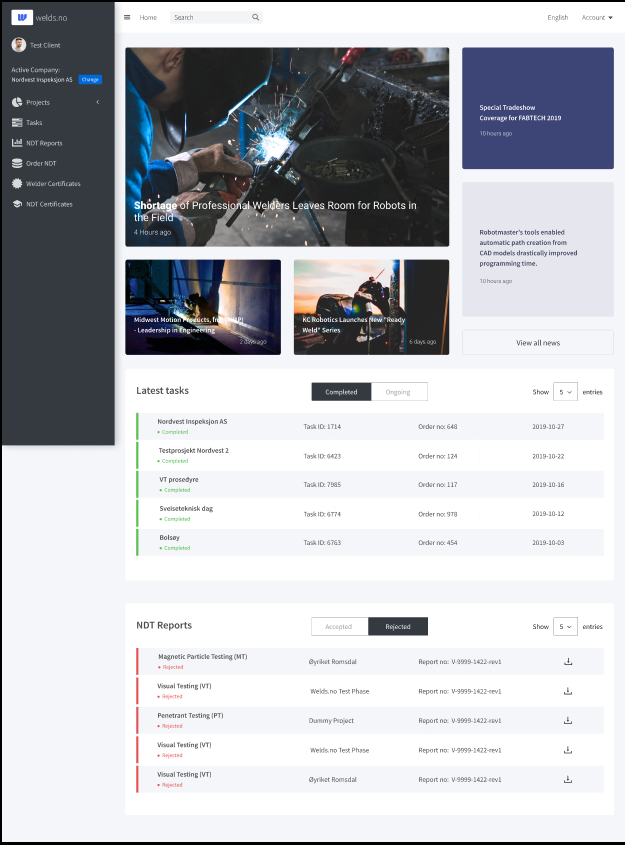 welds.no
Test Client
Active Company:
Nordvest Inspeksjon AS Change
Projects
Tasks
NDT Reports
Order NDT
Welder Certificates
NDT Certificates
Home Search English Account
Shortage of Professional Welders Leaves Room for Robots in
the Field
4 Hours ago
Special Tradeshow
Coverage for FABTECH 2019
10 hours ago
Robotmaster's tools enabled
automatic path creation from
CAD models drastically improved
programming time.
10 hours ago
Midwest Motion Products,
- Leadership in Engineering
2 days ago
KC Robotics Launches New "Ready
Weld" Series
6 days ago
View all news
Latest tasks Completed Ongoing Show 5 entries
Nordvest Inspeksjon AS
Completed
Task ID: 1714 Order no: 648 2019-10-27
Testprosjekt Nordvest 2
Completed
Task ID: 6423 Order no: 124 2019-10-22
VT prosedyre
Completed
Task ID: 7985 Order no: 117 2019-10-16
Sveiseteknisk dag
Completed
Task ID: 6774 Order no: 978 2019-10-12
Bolsøy
Completed
Task ID: 6763 Order no: 454 2019-10-03
NDT Reports Accepted Rejected Show 5 entries
Magnetic Particle Testing (MT)
Rejected
Øyriket Romsdal Report no: V-9999-1422-rev1
Visual Testing (VT)
Rejected
Welds.no Test Phase Report no: V-9999-1422-rev1
Penetrant Testing (PT)
Rejected
Dummy Project Report no: V-9999-1422-rev1
Visual Testing (VT)
Rejected
Welds.no Test Phase Report no: V-9999-1422-rev1
Visual Testing (VT)
Rejected
Øyriket Romsdal Report no: V-9999-1422-rev1